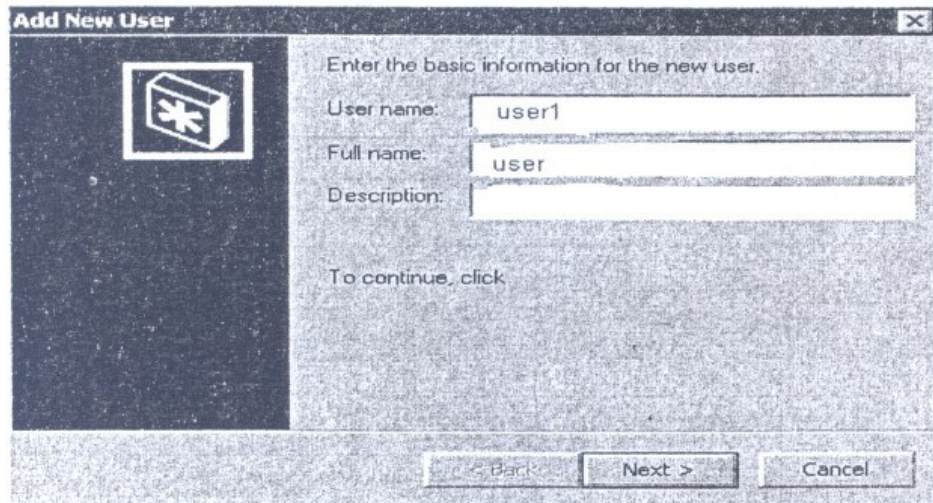 Add New User
Enter the basic information for the new user.
User name: user1
Full name: user
Description:
To continue, click
< Back Next > Cancel